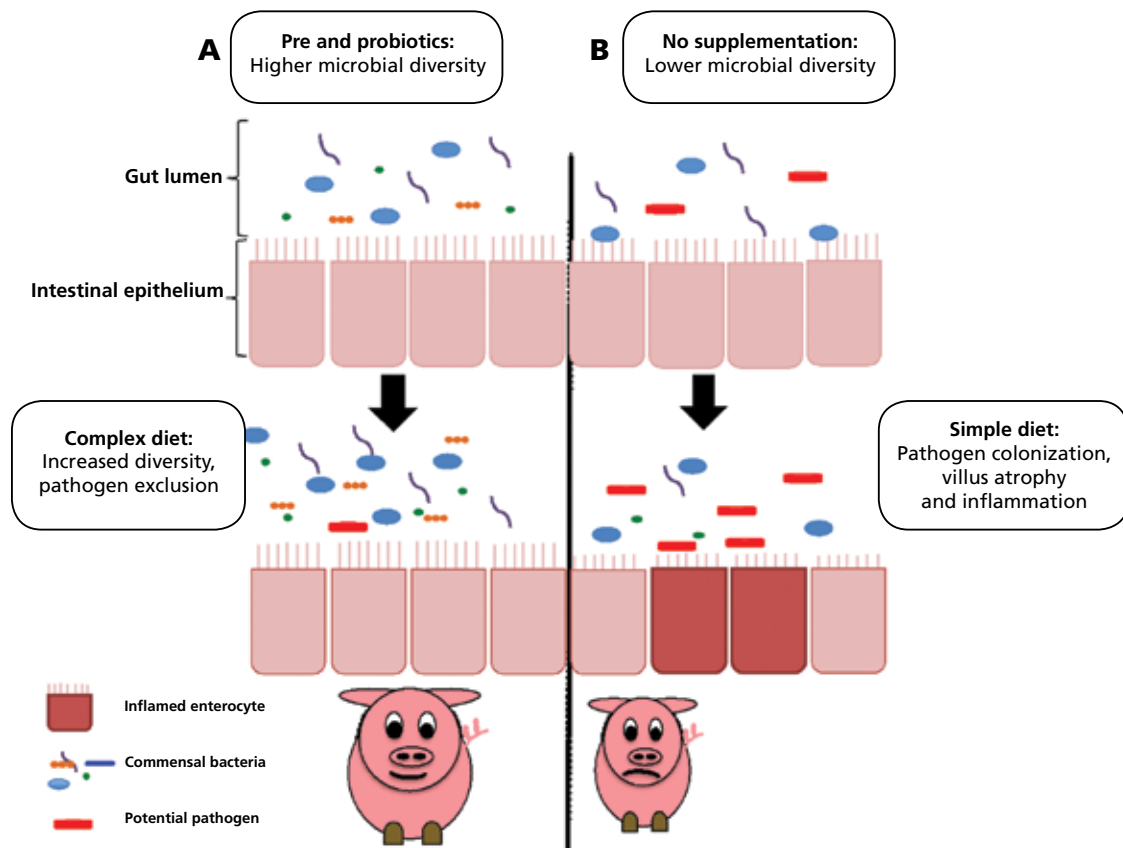 A
Pre and probiotics:
Higher microbial diversity
B
No supplementation:
Lower microbial diversity
Gut lumen
Intestinal epithelium
Complex diet:
Increased diversity,
pathogen exclusion
Simple diet:
Pathogen colonization,
villus atrophy
and inflammation
Inflamed enterocyte
Commensal bacteria
Potential pathogen